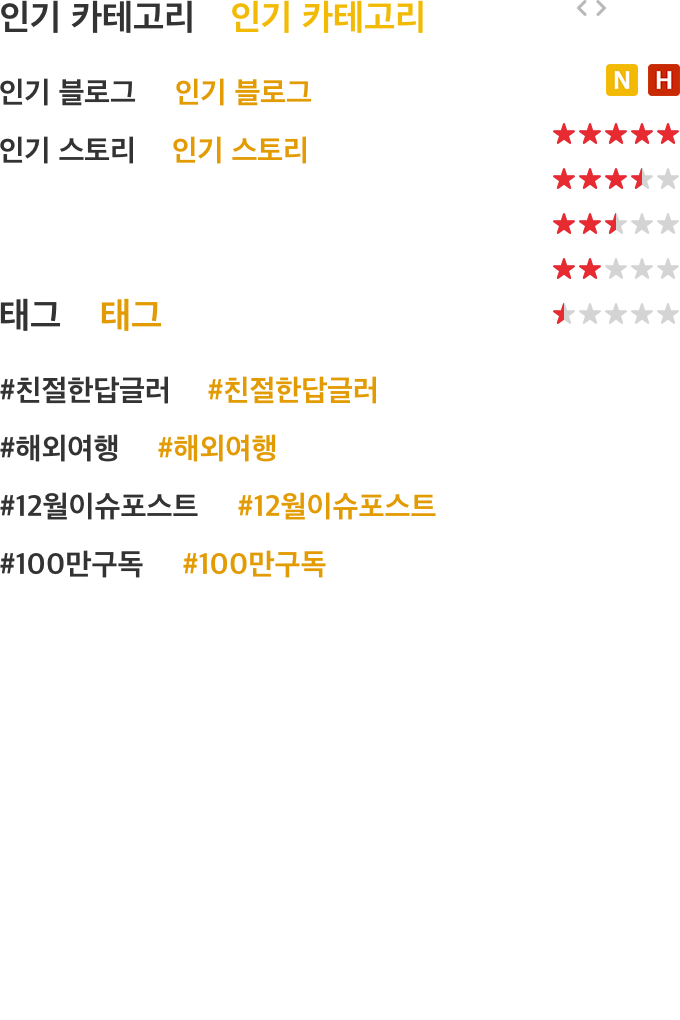 인기 카테고리 인기 카테고리
인기 블로그 인기 블로그
N H
인기 스토리 인기 스토리
태그 태그
#친절한답글러 #친절한답글러
#해외여행 #해외여행
#12월이슈포스트 #12월이슈포스트
#100만구독 #100만구독